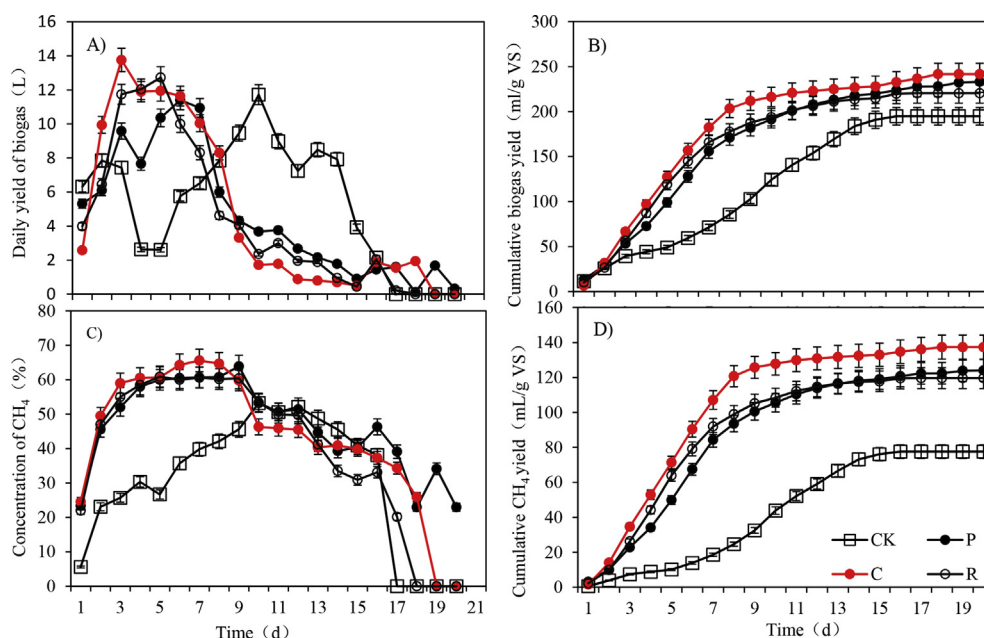 A)
Daily yield of biogas (L)
16
14
12
10
8
6
4
2
0
B)
Cumulative biogas yield (ml/g VS)
300
250
200
150
100
50
0
C)
Concentration of CH4 (%)
70
60
50
40
30
20
10
0
1 3 5 7 9 11 13 15 17 19 21
Time (d)
D)
Cumulative CH4 yield (mL/g VS)
160
140
120
100
80
60
40
20
0
CK P
C R
1 3 5 7 9 11 13 15 17 19
Time (d)